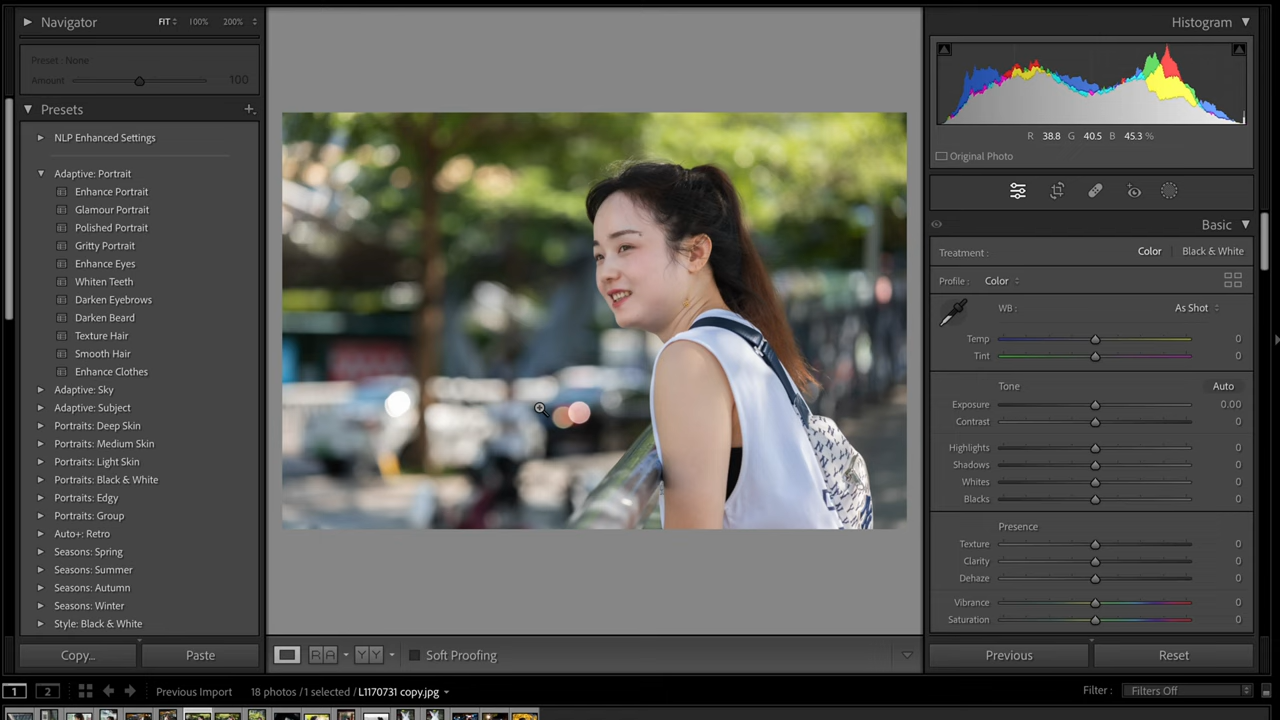 Navigator FIT 100% 200%
Preset: None
Amount 100
Presets
NLP Enhanced Settings
Adaptive: Portrait
Enhance Portrait
Glamour Portrait
Polished Portrait
Gritty Portrait
Enhance Eyes
Whiten Teeth
Darken Eyebrows
Darken Beard
Texture Hair
Smooth Hair
Enhance Clothes
Adaptive: Sky
Adaptive: Subject
Portraits: Deep Skin
Portraits: Medium Skin
Portraits: Light Skin
Portraits: Black & White
Portraits: Edgy
Portraits: Group
Auto+: Retro
Seasons: Spring
Seasons: Summer
Seasons: Autumn
Seasons: Winter
Style: Black & White
Copy... Paste
RA YY Soft Proofing
Histogram
R 38.8 G 40.5 B 45.3 %
Original Photo
Basic
Treatment : Color Black & White
Profile : Color
WB : As Shot
Temp 0
Tint 0
Tone Auto
Exposure 0.00
Contrast 0
Highlights 0
Shadows 0
Whites 0
Blacks 0
Presence
Texture 0
Clarity 0
Dehaze 0
Vibrance 0
Saturation 0
Previous Reset
1 2 Previous Import 18 photos / 1 selected / L1170731 copy.jpg Filter : Filters Off